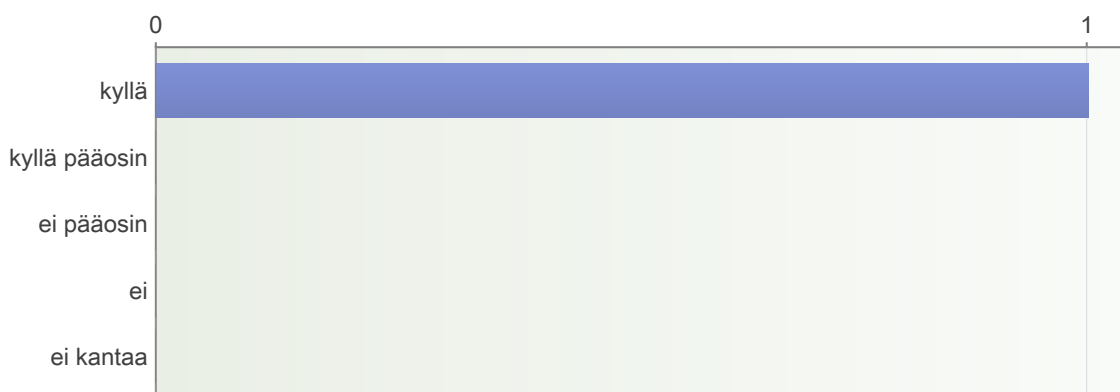 0 1
kyllä
kyllä pääosin
ei pääosin
ei
ei kantaa